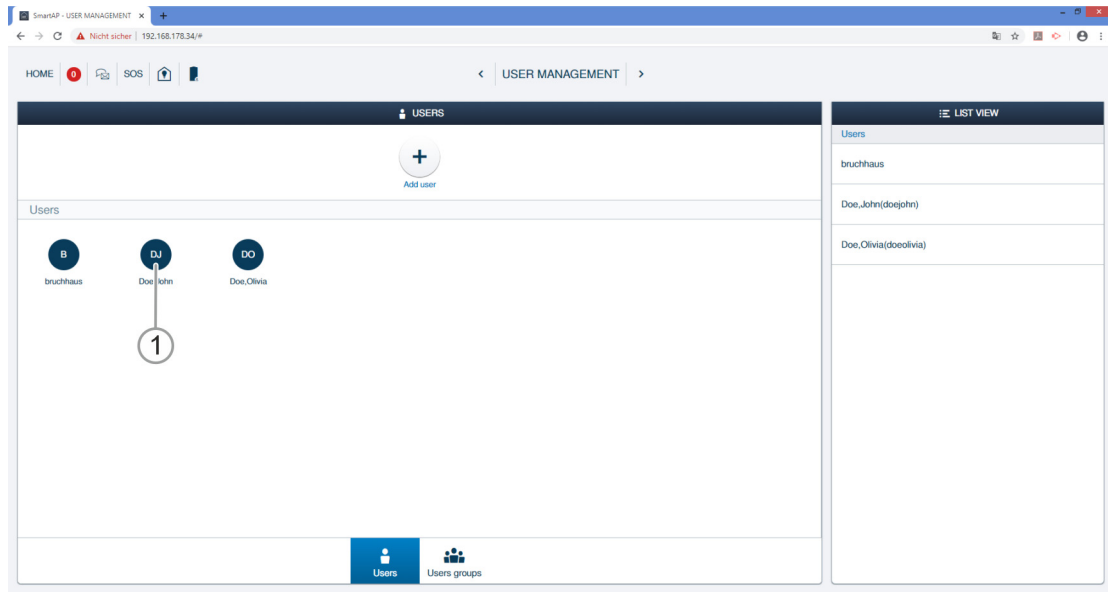 SmartAP - USER MANAGEMENT
Nicht sicher | 192.168.178.34/#
HOME 0 SOS < USER MANAGEMENT >
USERS
Add user
Users
B DJ DO
bruchhaus Doe,John Doe,Olivia
1
Users Users groups
LIST VIEW
Users
bruchhaus
Doe,John(doejohn)
Doe,Olivia(doeolivia)